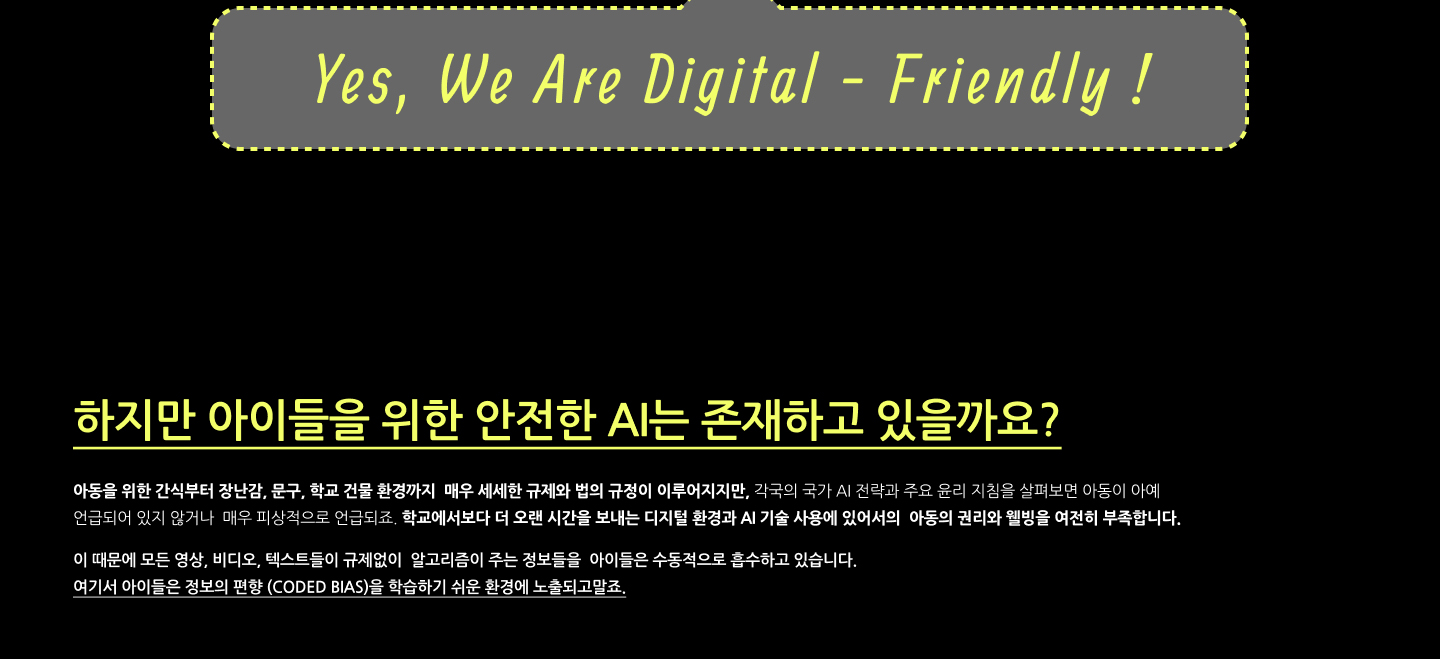 Yes, We Are Digital - Friendly !
하지만 아이들을 위한 안전한 AI는 존재하고 있을까요?
아동을 위한 간식부터 장난감, 문구, 학교 건물 환경까지 매우 세세한 규제와 법의 규정이 이루어지지만, 각국의 국가 AI 전략과 주요 윤리 지침을 살펴보면 아동이 아예
언급되어 있지 않거나 매우 피상적으로 언급되죠. 학교에서보다 더 오랜 시간을 보내는 디지털 환경과 AI 기술 사용에 있어서의 아동의 권리와 웰빙을 여전히 부족합니다.
이 때문에 모든 영상, 비디오, 텍스트들이 규제없이 알고리즘이 주는 정보들을 아이들은 수동적으로 흡수하고 있습니다.
여기서 아이들은 정보의 편향 (CODED BIAS)을 학습하기 쉬운 환경에 노출되고말죠.